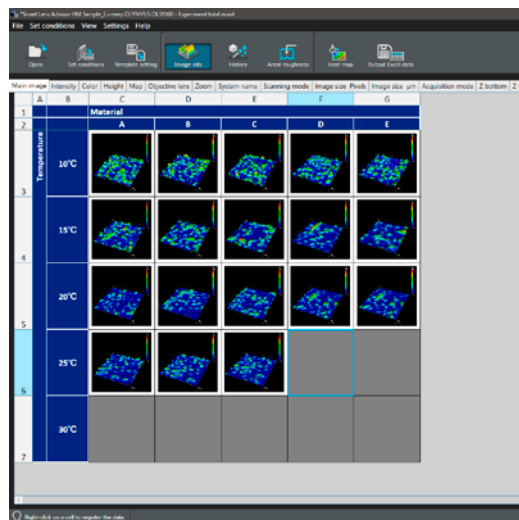 File Set conditions View Settings Help
Open Set conditions Template setting Image info History Areal roughness Heat map Output Excel data
Main image Intensity Color Height Map Objective lens Zoom System name Scanning mode Image size Pixels Image size μm Acquisition mode Z bottom Z
A B C D E F G
1 Material
2 A B C D E
Temperature
3 10°C
4 15°C
5 20°C
6 25°C
7 30°C
Right-click on a cell to register the data